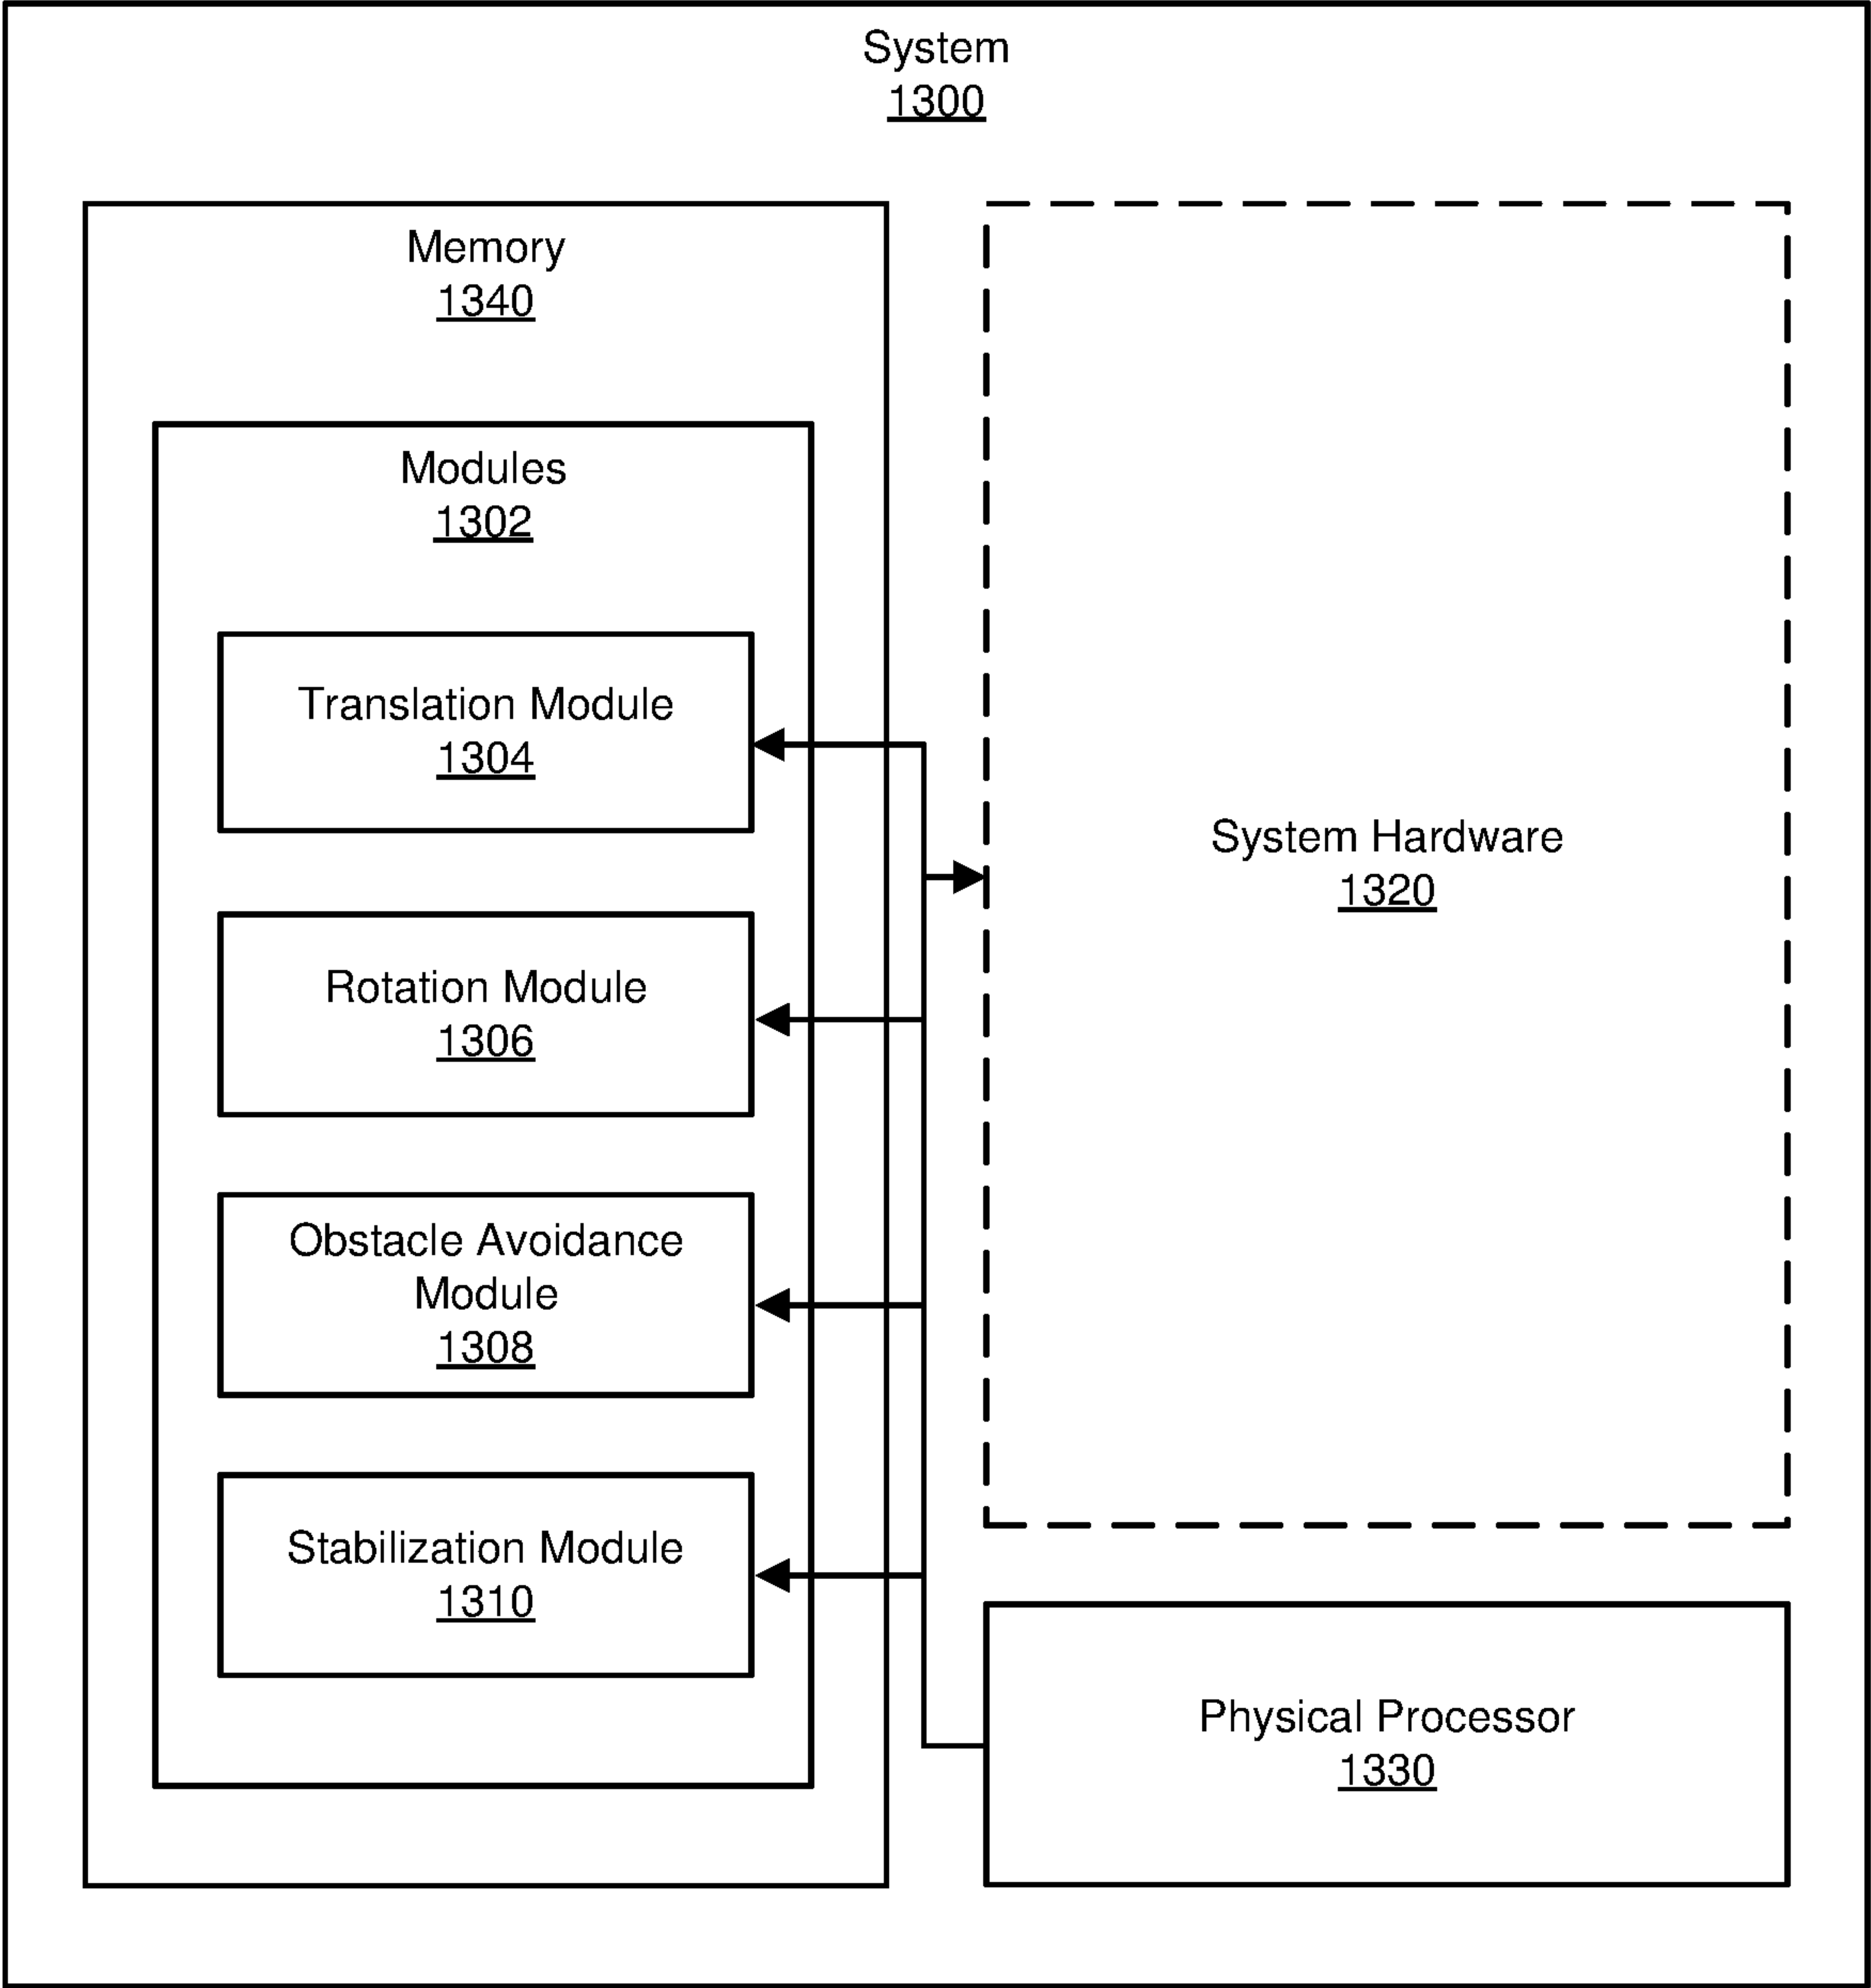 System
1300
Memory
1340
Modules
1302
Translation Module
1304
Rotation Module
1306
Obstacle Avoidance
Module
1308
Stabilization Module
1310
System Hardware
1320
Physical Processor
1330